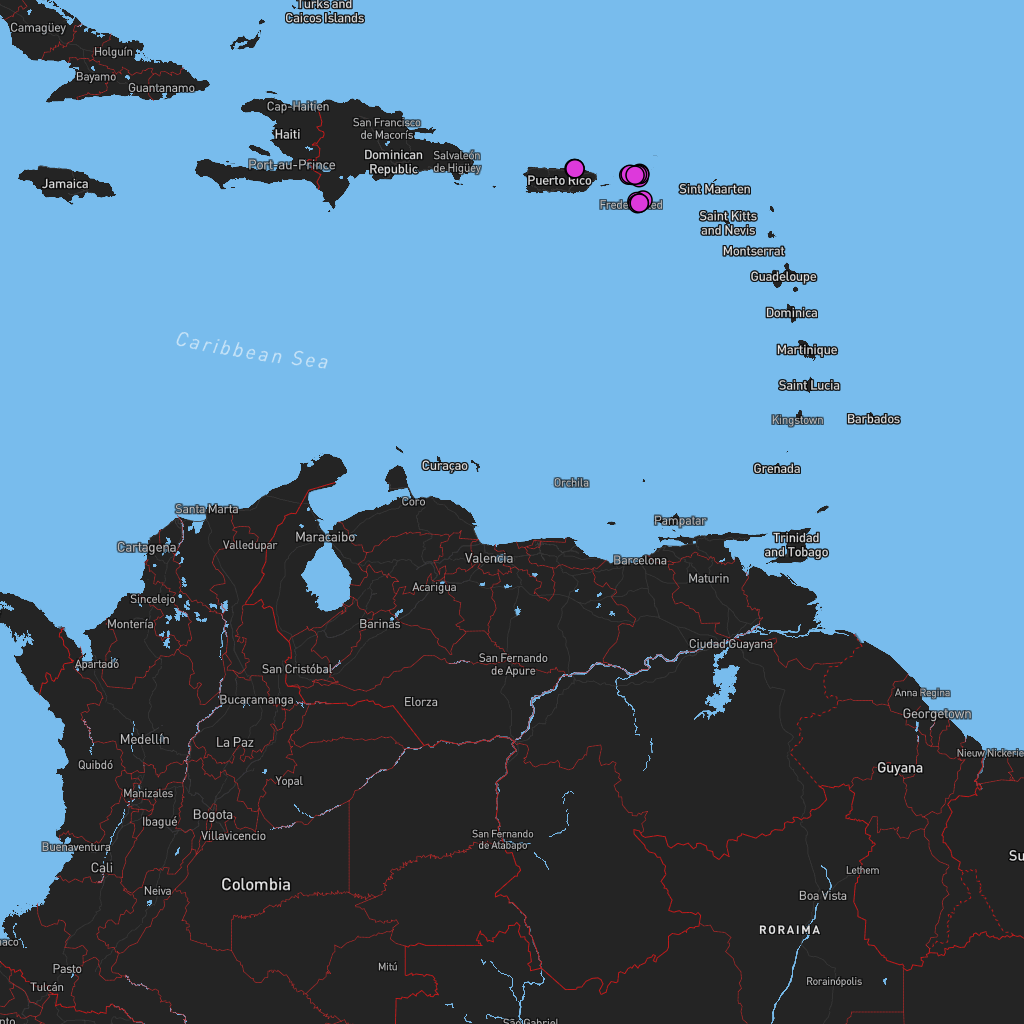 Turks and
Caicos Islands
Camagüey
Holguín
Bayamo
Guantanamo
Cap-Haitien
San Francisco
de Macorís
Haiti
Dominican
Republic
Salvaleón
de Higüey
Port-au-Prince
Jamaica
Puerto Rico
Sint Maarten
Saint Kitts
and Nevis
Montserrat
Guadeloupe
Dominica
Caribbean Sea
Martinique
Saint Lucia
Kingstown
Barbados
Curaçao
Grenada
Orchila
Coro
Santa Marta
Pampatar
Cartagena
Valledupar
Maracaibo
Trinidad
and Tobago
Valencia
Barcelona
Maturin
Acarigua
Sincelejo
Montería
Barinas
Ciudad Guayana
Apartado
San Cristóbal
San Fernando
de Apure
Bucaramanga
Elorza
Anna Regina
Georgetown
Medellín
La Paz
Nieuw Nickerie
Quibdó
Yopal
Guyana
Manizales
Ibagué
Bogota
Villavicencio
San Fernando
de Atabapo
Buenaventura
Cali
Colombia
Neiva
Lethem
Boa Vista
Su
RORAIMA
Pasto
Mitú
Tulcán
Rorainópolis
São Gabriel